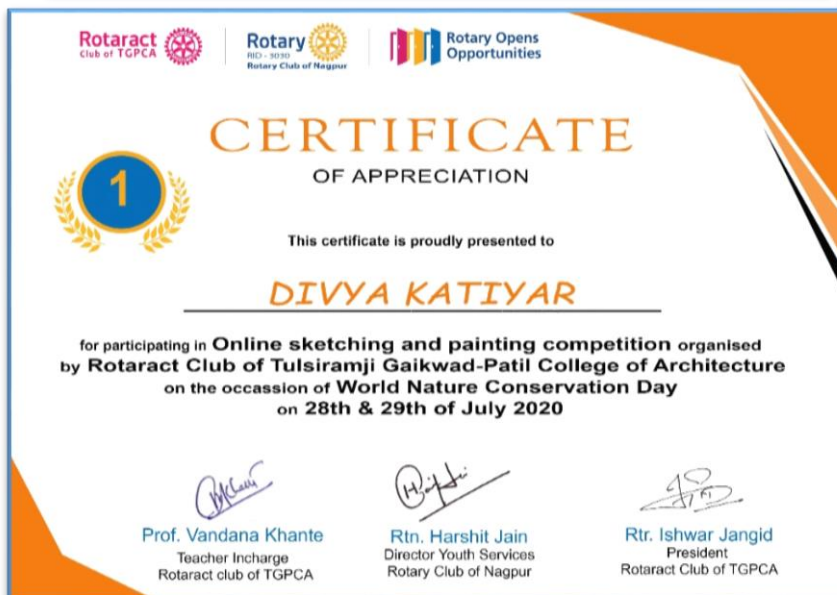 Rotaract
Club of TGPCA
Rotary
RID - 3030
Rotary Club of Nagpur
Rotary Opens
Opportunities
CERTIFICATE
OF APPRECIATION
1
This certificate is proudly presented to
DIVYA KATIYAR
for participating in Online sketching and painting competition organised
by Rotaract Club of Tulsiramji Gaikwad-Patil College of Architecture
on the occassion of World Nature Conservation Day
on 28th & 29th of July 2020
Prof. Vandana Khante
Teacher Incharge
Rotaract club of TGPCA
Rtn. Harshit Jain
Director Youth Services
Rotary Club of Nagpur
Rtr. Ishwar Jangid
President
Rotaract Club of TGPCA